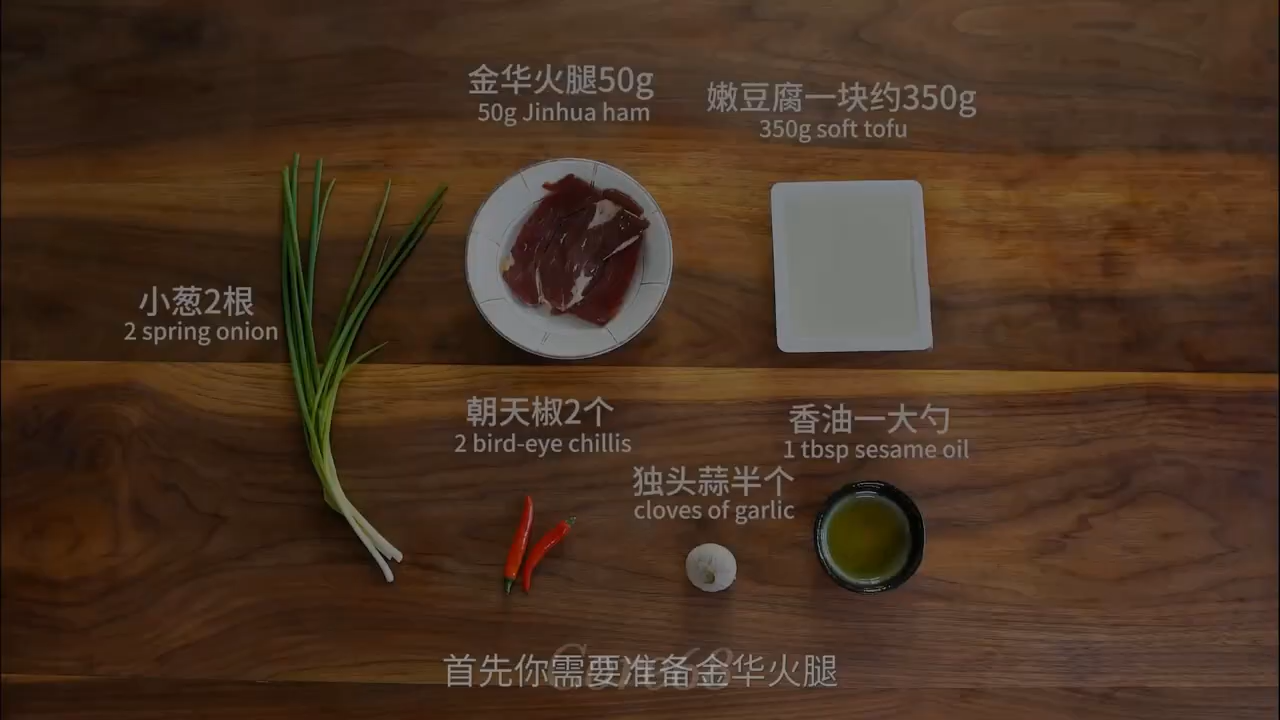 金华火腿50g
50g Jinhua ham
嫩豆腐一块约350g
350g soft tofu
小葱2根
2 spring onion
朝天椒2个
2 bird-eye chillis
香油一大勺
1 tbsp sesame oil
独头蒜半个
cloves of garlic
首先你需要准备金华火腿